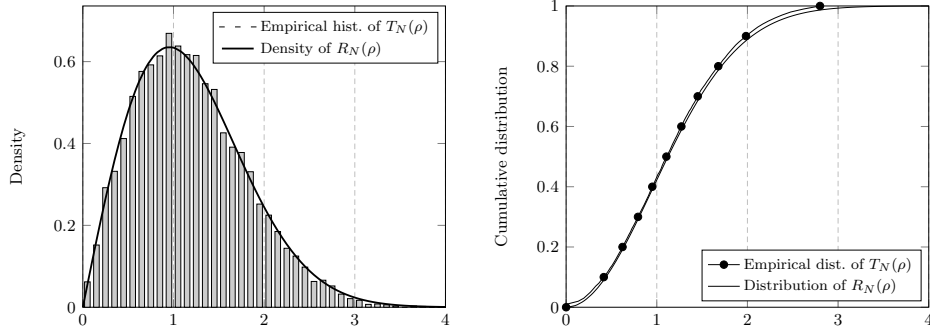 Empirical hist. of T_N(ρ)
Density of R_N(ρ)
Density
0
0.2
0.4
0.6
0 1 2 3 4
Cumulative distribution
0
0.2
0.4
0.6
0.8
1
Empirical dist. of T_N(ρ)
Distribution of R_N(ρ)
0 1 2 3 4